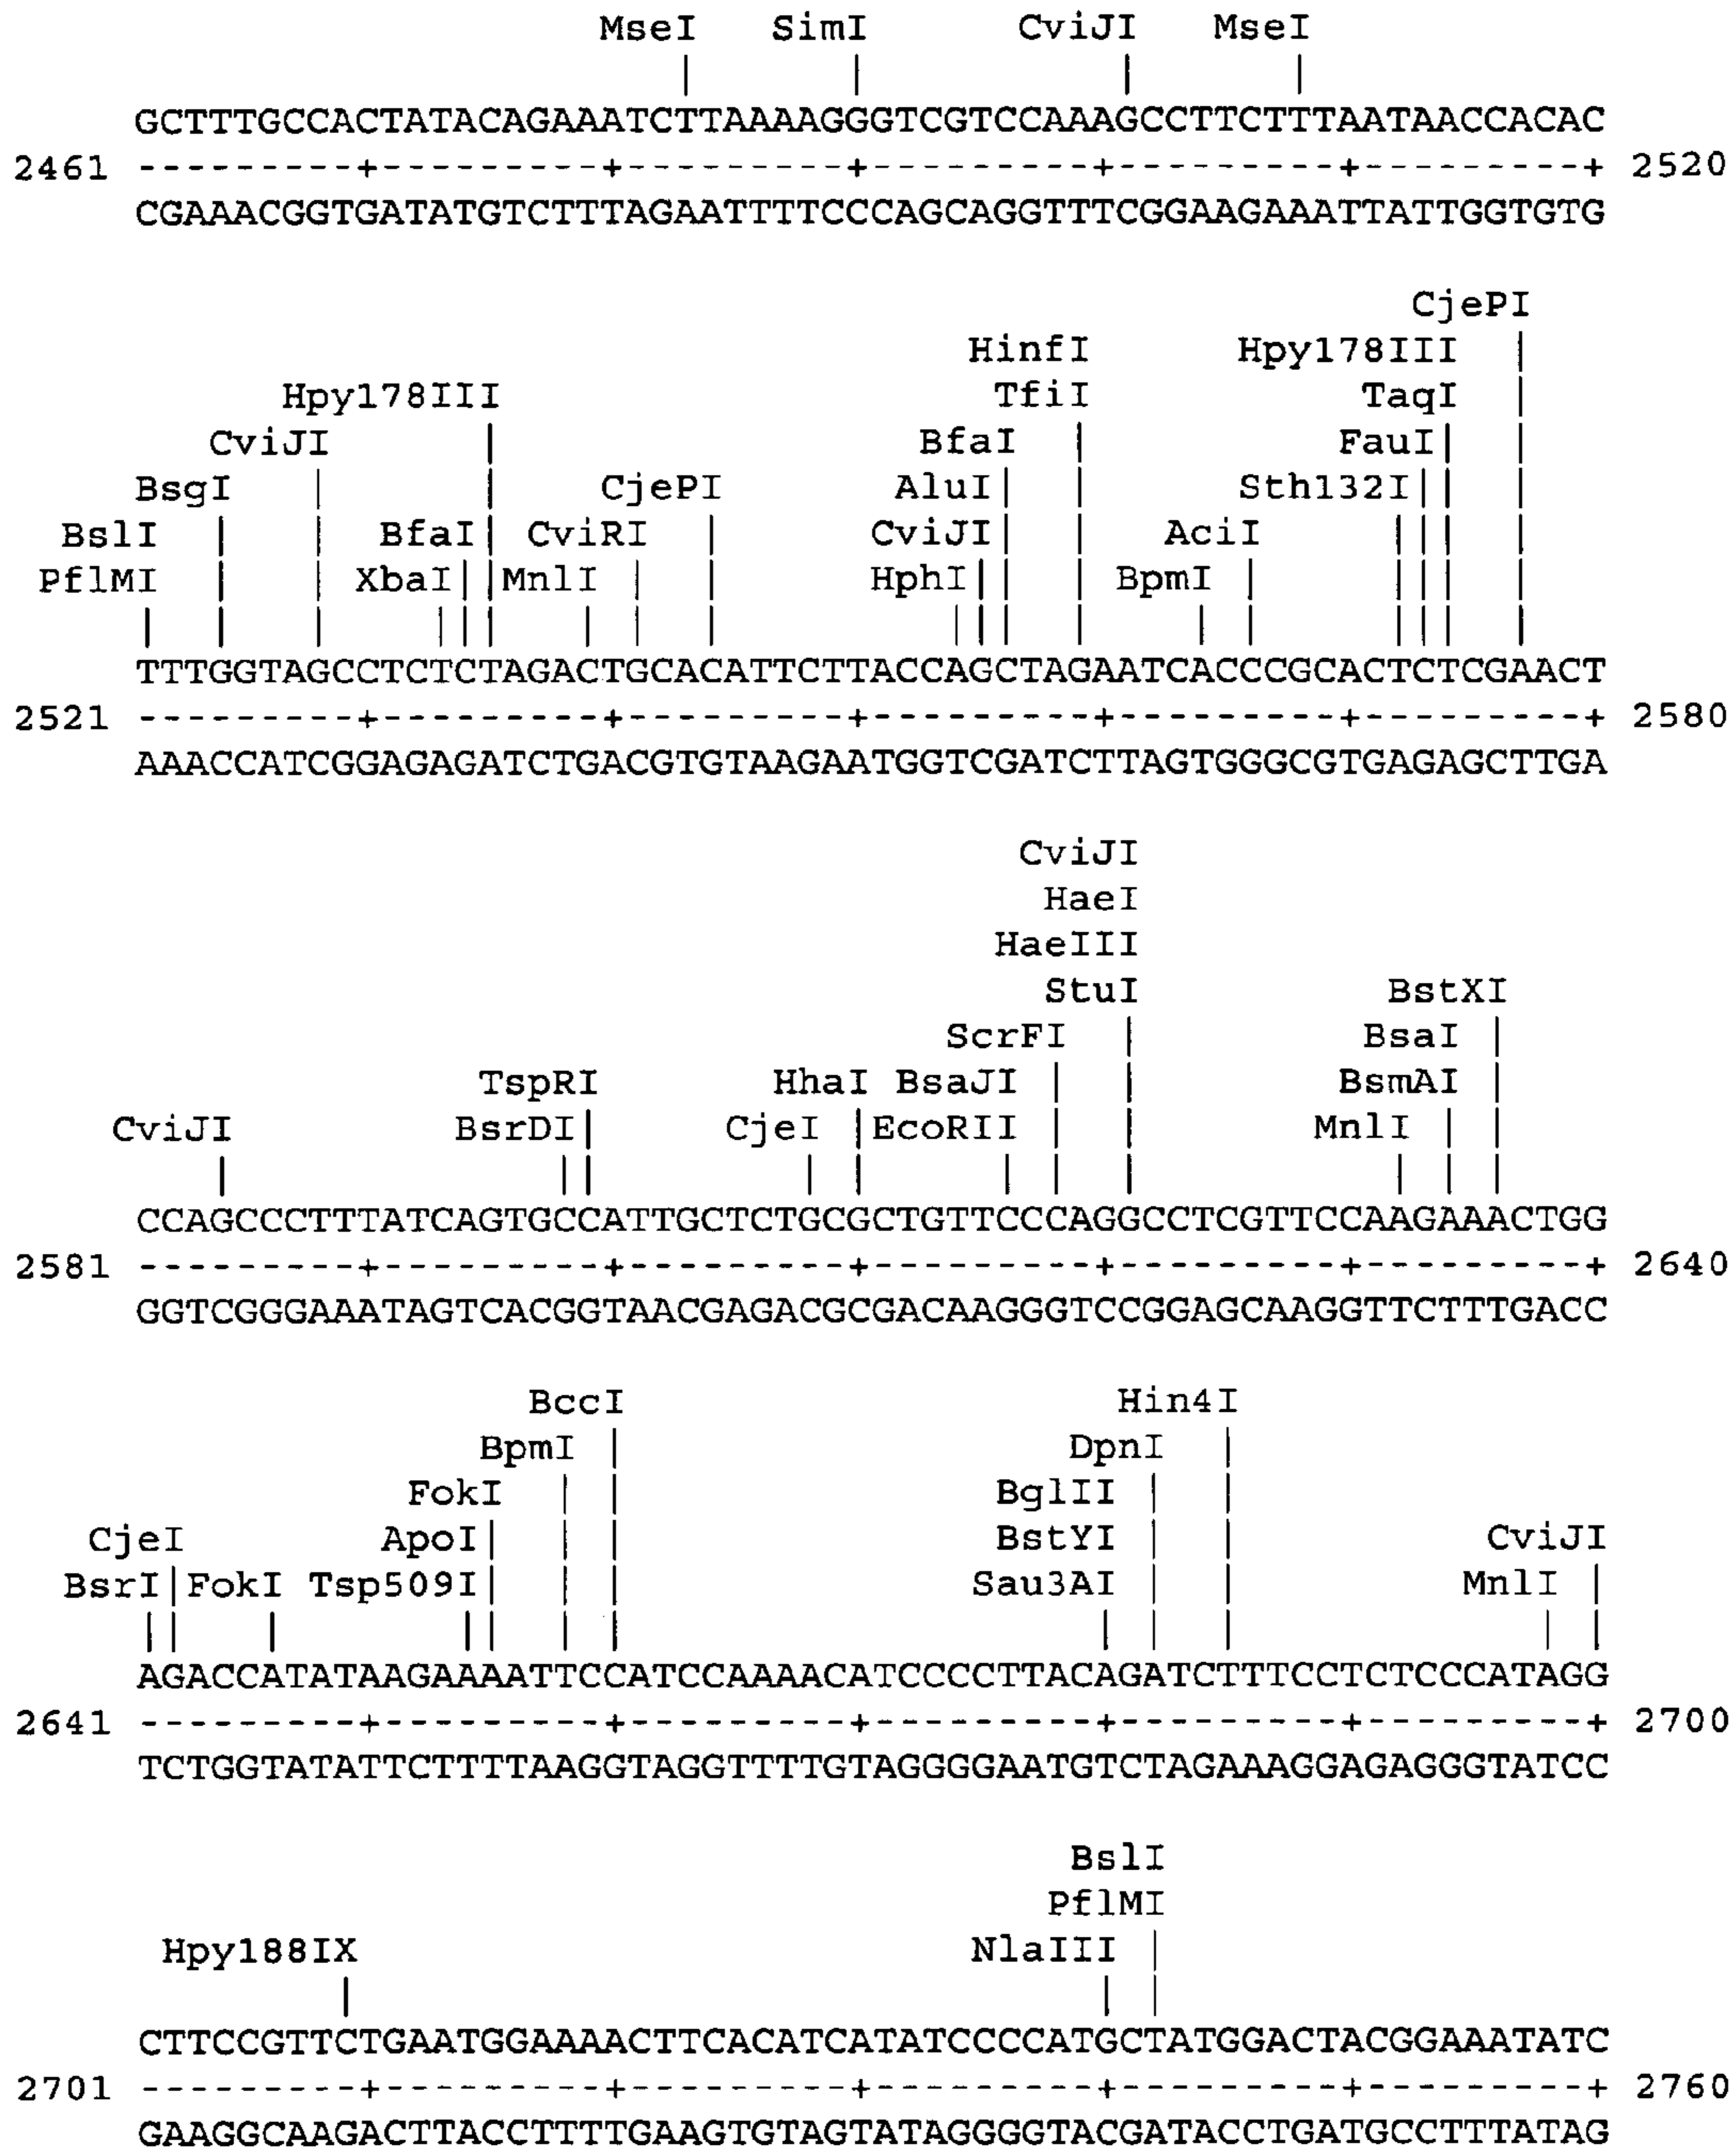 MseI SimI CviJI MseI
GCTTTGCCACTATACAGAAATCTTAAAAGGGTCGTCCAAAGCCTTCTTTAATAACCACAC
2461 ---------+---------+---------+---------+---------+---------+ 2520
CGAAACGGTGATATGTCTTTAGAATTTTCCCAGCAGGTTTCGGAAGAAATTATTGGTGTG
CjePI
HinfI Hpy178III
Hpy178III TfiI TaqI
CviJI BfaI FauI
BsgI CjePI AluI Sth132I
BslI BfaI CviRI CviJI AciI
PflMI XbaI MnlI HphI BpmI
TTTGGTAGCCTCTCTAGACTGCACATTCTTACCAGCTAGAATCACCCGCACTCTCGAACT
2521 ---------+---------+---------+---------+---------+---------+ 2580
AAACCATCGGAGAGATCTGACGTGTAAGAATGGTCGATCTTAGTGGGCGTGAGAGCTTGA
CviJI
HaeI
HaeIII
StuI BstXI
ScrFI BsaI
TspRI HhaI BsaJI BsmAI
CviJI BsrDI CjeI EcoRII MnlI
CCAGCCCTTTATCAGTGCCATTGCTCTGCGCTGTTCCCAGGCCTCGTTCCAAGAAACTGG
2581 ---------+---------+---------+---------+---------+---------+ 2640
GGTCGGGAAATAGTCACGGTAACGAGACGCGACAAGGGTCCGGAGCAAGGTTCTTTGACC
BccI Hin4I
BpmI DpnI
FokI BglII
CjeI ApoI BstYI CviJI
BsrI FokI Tsp509I Sau3AI MnlI
AGACCATATAAGAAAATTCCATCCAAAACATCCCCTTACAGATCTTTCCTCTCCCATAGG
2641 ---------+---------+---------+---------+---------+---------+ 2700
TCTGGTATATTCTTTTAAGGTAGGTTTTGTAGGGGAATGTCTAGAAAGGAGAGGGTATCC
BslI
PflMI
Hpy188IX NlaIII
CTTCCGTTCTGAATGGAAAACTTCACATCATATCCCCATGCTATGGACTACGGAAATATC
2701 ---------+---------+---------+---------+---------+---------+ 2760
GAAGGCAAGACTTACCTTTTGAAGTGTAGTATAGGGGTACGATACCTGATGCCTTTATAG